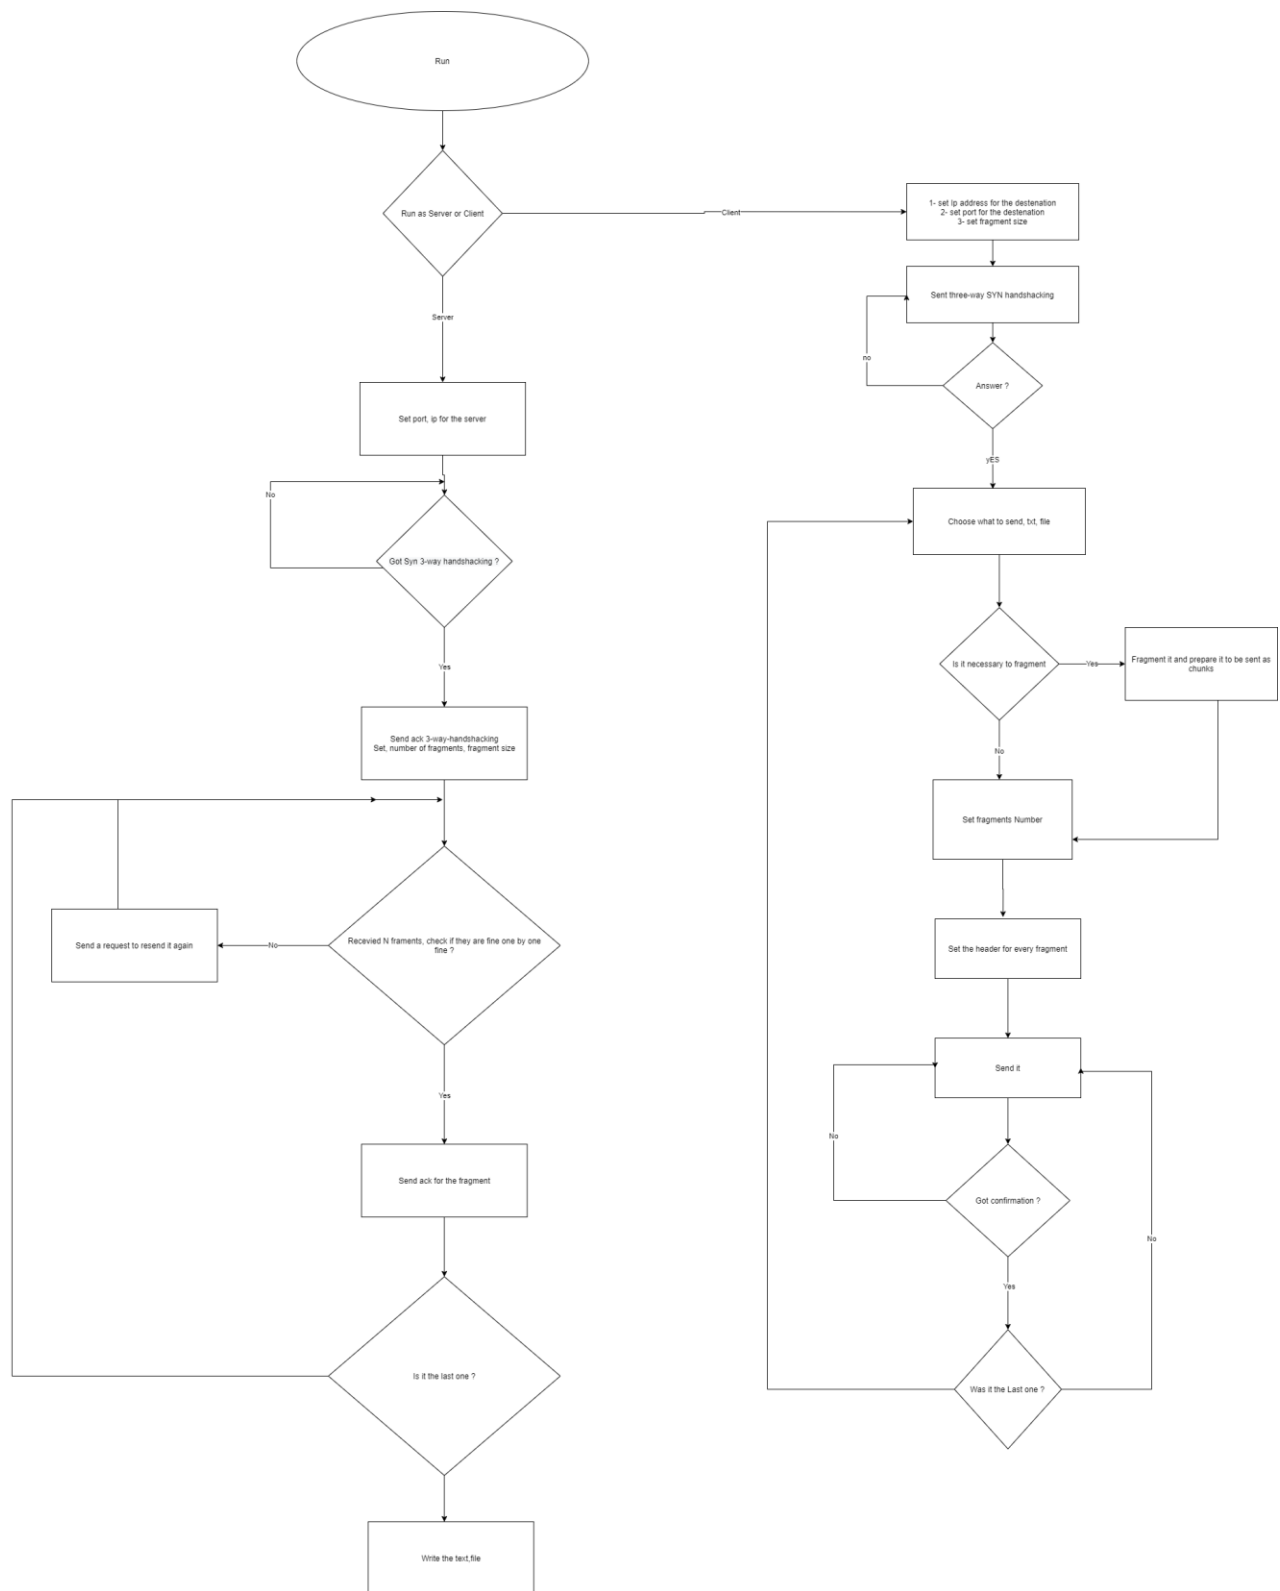 Run
Run as Server or Client
Client
1- set ip address for the destenation
2- set port for the destenation
3- set fragment size
Sent three-way SYN handshacking
no
Answer ?
yES
Server
Set port, ip for the server
No
Got Syn 3-way handshacking ?
Yes
Send ack 3-way-handshacking
Set, number of fragments, fragment size
Send a request to resend it again
No
Recevied N framents, check if they are fine one by one
fine ?
Yes
Send ack for the fragment
Is it the last one ?
Write the text,file
Choose what to send, txt, file
Is it necessary to fragment
Yes
Fragment it and prepare it to be sent as
chunks
No
Set fragments Number
Set the header for every fragment
Send it
No
Got confirmation ?
No
Yes
Was it the Last one ?